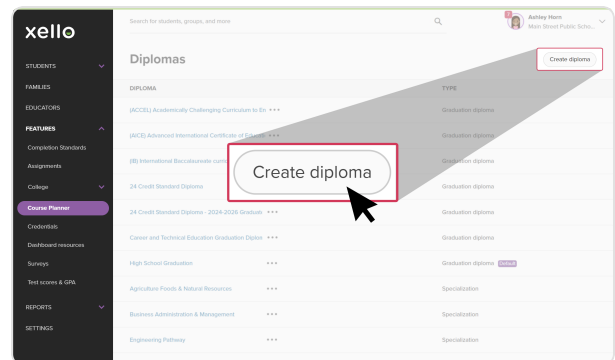 xello
Search for students, groups, and more
7
Ashley Horn
Main Street Public Scho...
STUDENTS
FAMILIES
EDUCATORS
FEATURES
Completion Standards
Assignments
College
Course Planner
Credentials
Dashboard resources
Surveys
Test scores & GPA
REPORTS
SETTINGS
Diplomas
Create diploma
DIPLOMA TYPE
(ACCEL) Academically Challenging Curriculum to En ••• Graduation diploma
(AICE) Advanced International Certificate of Educati ••• Graduation diploma
(IB) International Baccalaureate curric Graduation diploma
Create diploma
24 Credit Standard Diploma Graduation diploma
24 Credit Standard Diploma - 2024-2026 Graduate ••• Graduation diploma
Career and Technical Education Graduation Diplom ••• Graduation diploma
High School Graduation ••• Graduation diploma Default
Agriculture Foods & Natural Resources ••• Specialization
Business Administration & Management ••• Specialization
Engineering Pathway ••• Specialization